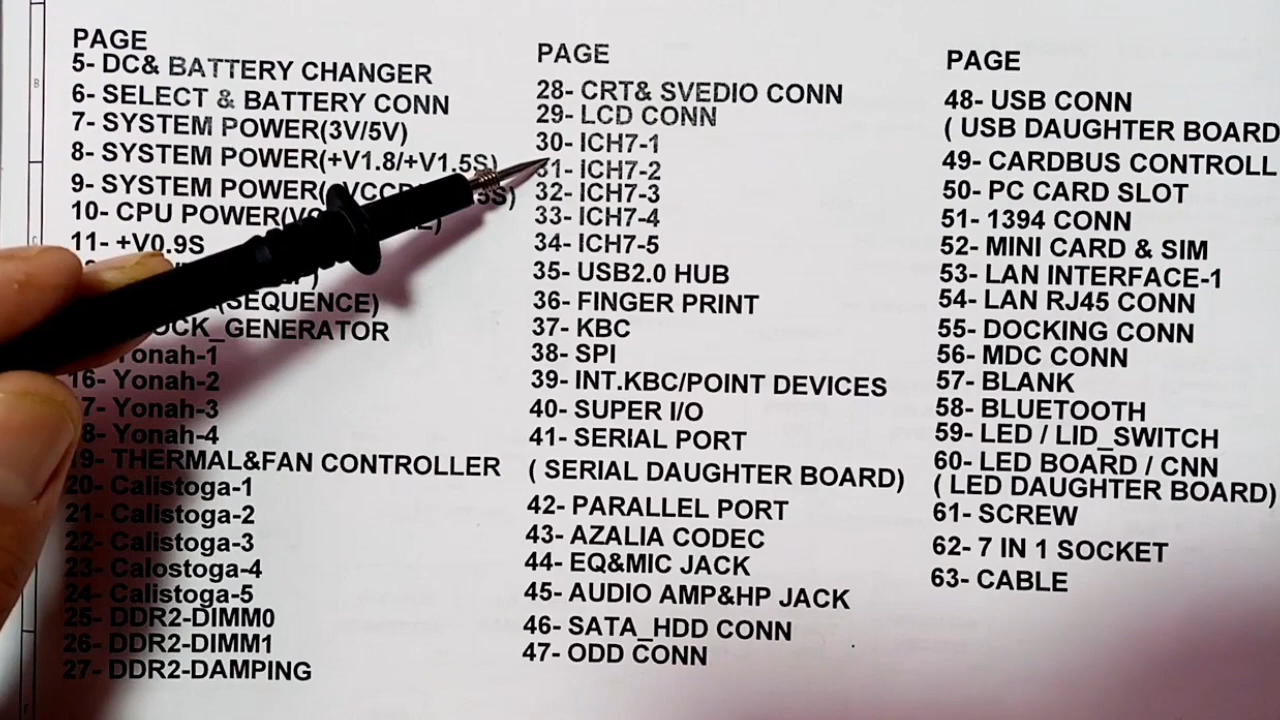 PAGE
5- DC& BATTERY CHANGER
6- SELECT & BATTERY CONN
7- SYSTEM POWER(3V/5V)
8- SYSTEM POWER(+V1.8/+V1.5S)
9- SYSTEM POWER(
10- CPU POWER(
11- +V0.9S
(SEQUENCE)
Yonah-1
16- Yonah-2
Yonah-3
Yonah-4
19- THERMAL&FAN CONTROLLER
20- Calistoga-1
21- Calistoga-2
22- Calistoga-3
23- Calostoga-4
24- Calistoga-5
25- DDR2-DIMM0
26- DDR2-DIMM1
27- DDR2-DAMPING
PAGE
28- CRT& SVEDIO CONN
29- LCD CONN
30- ICH7-1
31- ICH7-2
32- ICH7-3
33- ICH7-4
34- ICH7-5
35- USB2.0 HUB
36- FINGER PRINT
37- KBC
38- SPI
39- INT.KBC/POINT DEVICES
40- SUPER I/O
41- SERIAL PORT
( SERIAL DAUGHTER BOARD)
42- PARALLEL PORT
43- AZALIA CODEC
44- EQ&MIC JACK
45- AUDIO AMP&HP JACK
46- SATA_HDD CONN
47- ODD CONN
PAGE
48- USB CONN
( USB DAUGHTER BOARD
49- CARDBUS CONTROLL
50- PC CARD SLOT
51- 1394 CONN
52- MINI CARD & SIM
53- LAN INTERFACE-1
54- LAN RJ45 CONN
55- DOCKING CONN
56- MDC CONN
57- BLANK
58- BLUETOOTH
59- LED / LID_SWITCH
60- LED BOARD / CNN
( LED DAUGHTER BOARD)
61- SCREW
62- 7 IN 1 SOCKET
63- CABLE